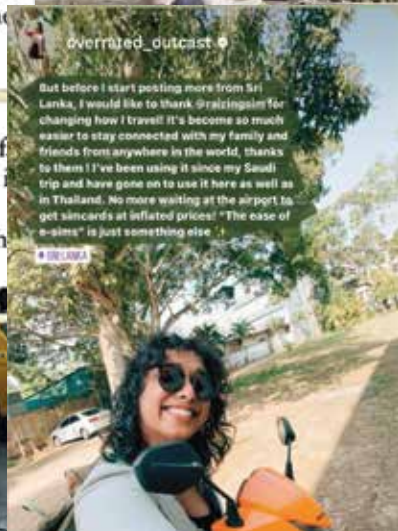 overrated_outcast
But before I start posting more from Sri
Lanka, I would like to thank @raizingsim for
changing how I travel! It's become so much
easier to stay connected with my family and
friends from anywhere in the world, thanks
to them ! I've been using it since my Saudi
trip and have gone on to use it here as well as
in Thailand. No more waiting at the airport to
get simcards at inflated prices! "The ease of
e-sims" is just something else ✨
SRI LANKA